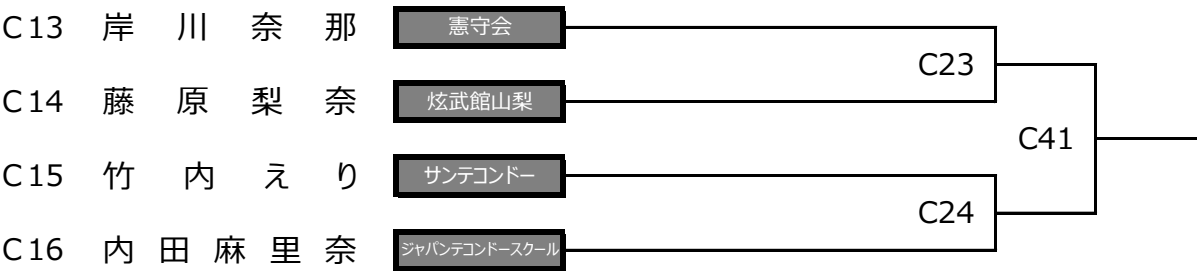 C13 岸川奈那 憲守会
C23
C14 藤原梨奈 炫武館山梨
C41
C15 竹内えり サンテコンドー
C24
C16 内田麻里奈 ジャパンテコンドースクール